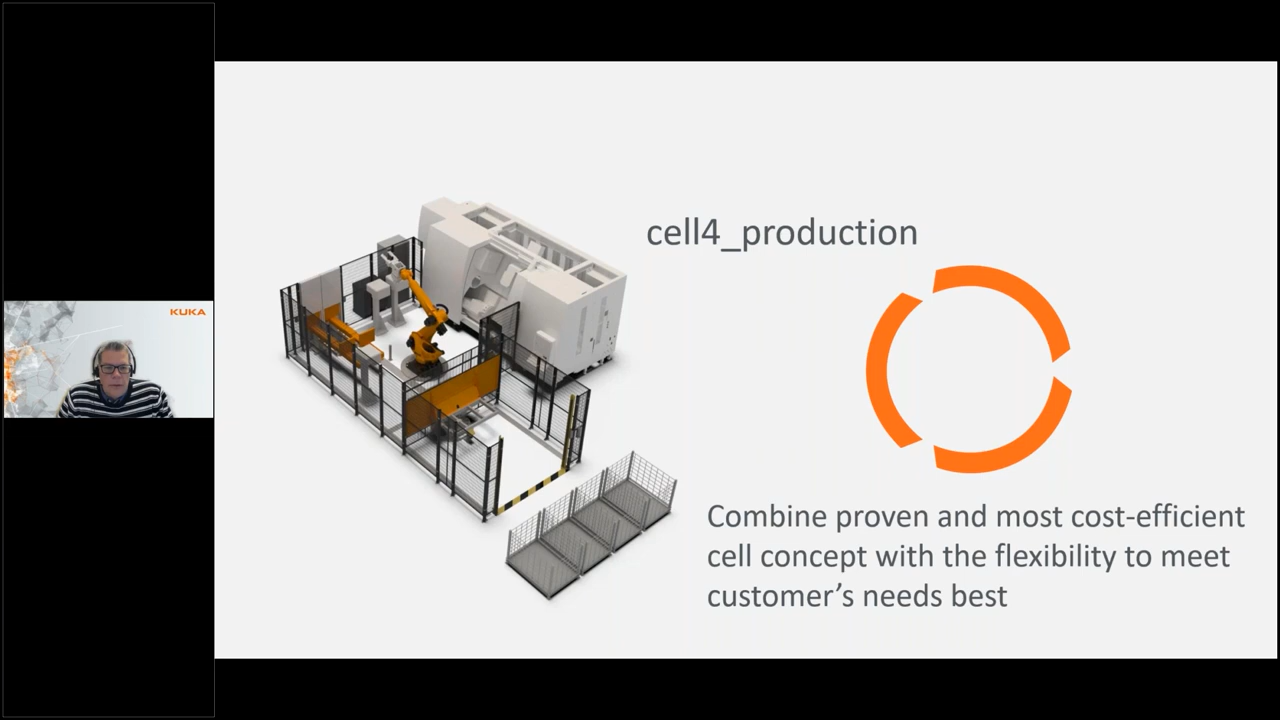 KUKA
cell4_production
Combine proven and most cost-efficient
cell concept with the flexibility to meet
customer’s needs best